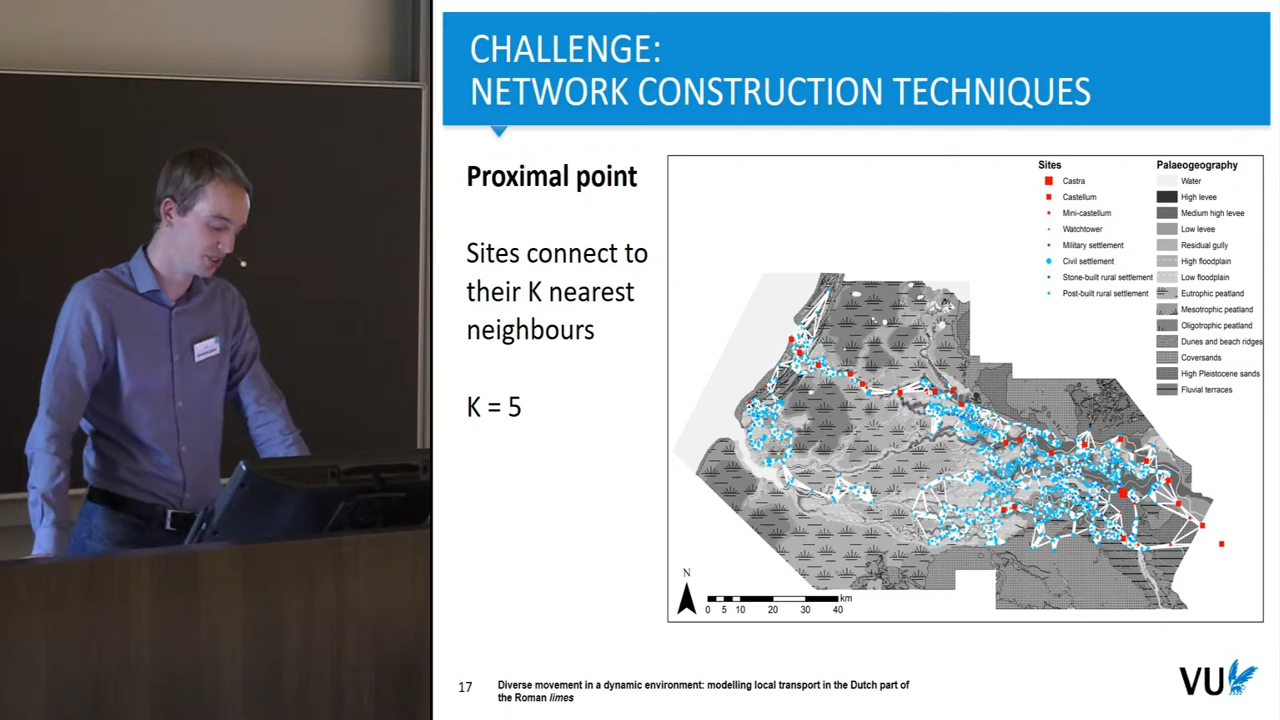 CHALLENGE:
NETWORK CONSTRUCTION TECHNIQUES
Proximal point
Sites connect to
their K nearest
neighbours
K = 5
Sites
Castra
Castellum
Mini-castellum
Watchtower
Military settlement
Civil settlement
Stone-built rural settlement
Post-built rural settlement
Palaeogeography
Water
High levee
Medium high levee
Low levee
Residual gully
High floodplain
Low floodplain
Eutrophic peatland
Mesotrophic peatland
Oligotrophic peatland
Dunes and beach ridges
Coversands
High Pleistocene sands
Fluvial terraces
N
km
0 5 10 20 30 40
17
Diverse movement in a dynamic environment: modelling local transport in the Dutch part of
the Roman limes
VU